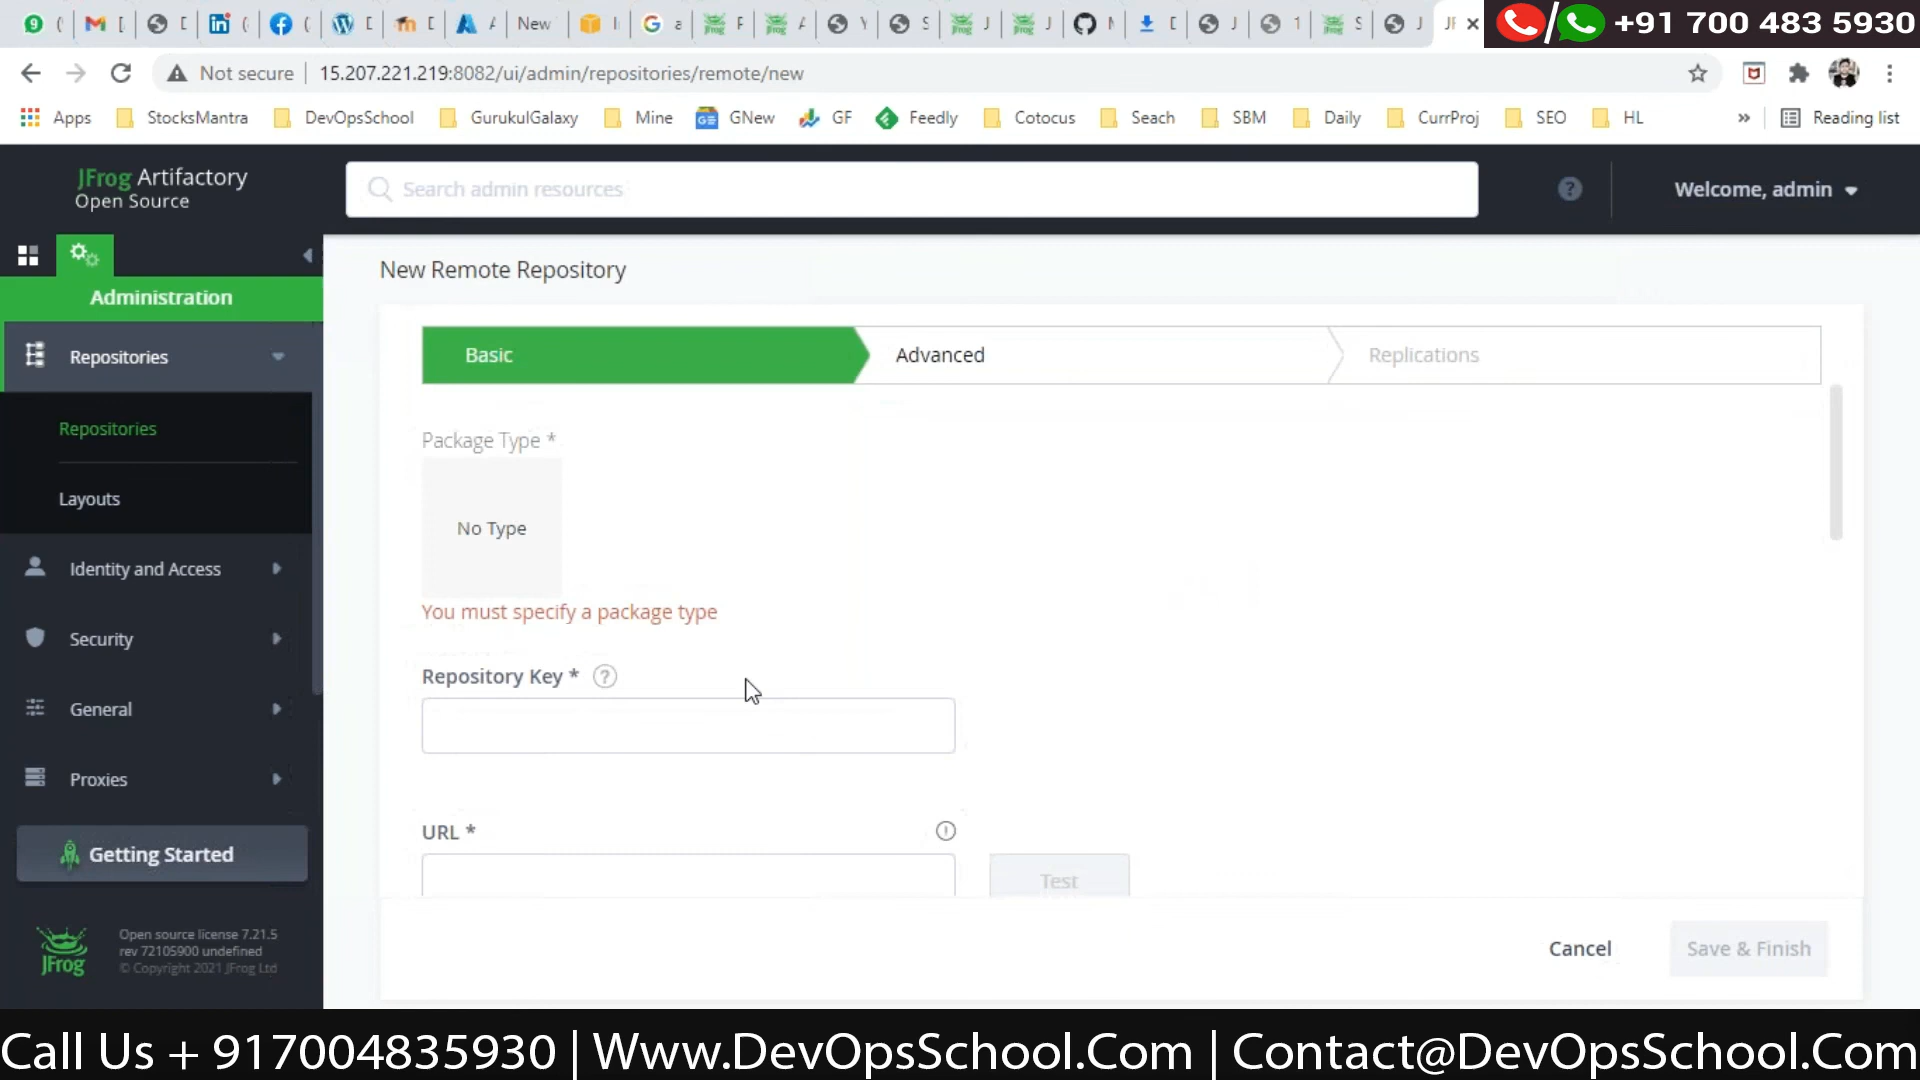 New
+91 700 483 5930
Not secure
15.207.221.219:8082/ui/admin/repositories/remote/new
Apps
StocksMantra
DevOpsSchool
GurukulGalaxy
Mine
GNew
GF
Feedly
Cotocus
Seach
SBM
Daily
CurrProj
SEO
HL
»
Reading list
JFrog Artifactory
Open Source
Search admin resources
Welcome, admin
Administration
Repositories
Repositories
Layouts
Identity and Access
Security
General
Proxies
Getting Started
JFrog
Open source license 7.21.5
rev 72105900 undefined
© Copyright 2021 JFrog Ltd
New Remote Repository
Basic
Advanced
Replications
Package Type *
No Type
You must specify a package type
Repository Key *
URL *
Test
Cancel
Save & Finish
Call Us + 917004835930 | Www.DevOpsSchool.Com | Contact@DevOpsSchool.Com